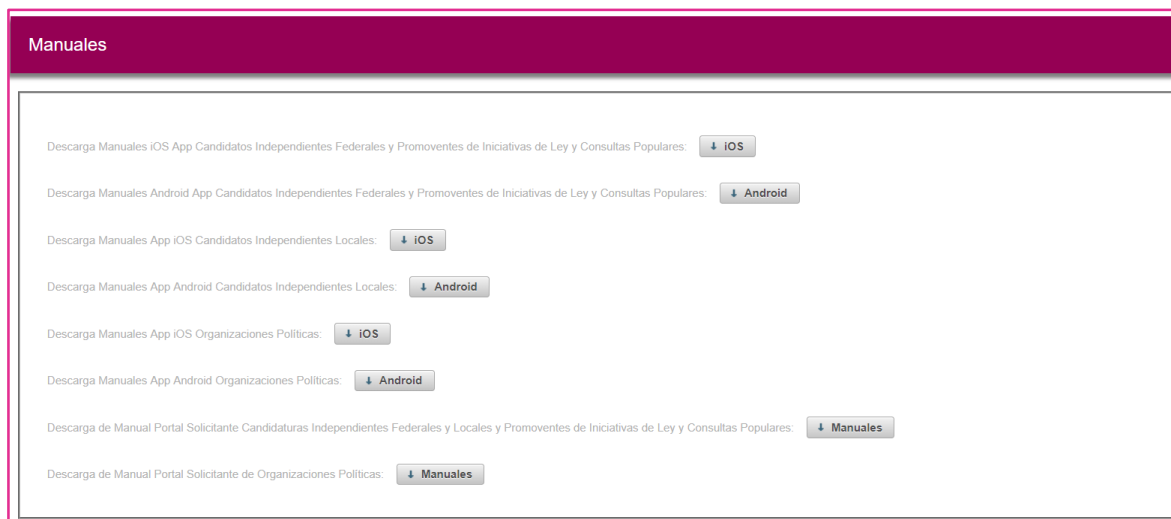 Manuales
Descarga Manuales iOS App Candidatos Independientes Federales y Promoventes de Iniciativas de Ley y Consultas Populares: iOS
Descarga Manuales Android App Candidatos Independientes Federales y Promoventes de Iniciativas de Ley y Consultas Populares: Android
Descarga Manuales App iOS Candidatos Independientes Locales: iOS
Descarga Manuales App Android Candidatos Independientes Locales: Android
Descarga Manuales App iOS Organizaciones Políticas: iOS
Descarga Manuales App Android Organizaciones Políticas: Android
Descarga de Manual Portal Solicitante Candidaturas Independientes Federales y Locales y Promoventes de Iniciativas de Ley y Consultas Populares: Manuales
Descarga de Manual Portal Solicitante de Organizaciones Políticas: Manuales